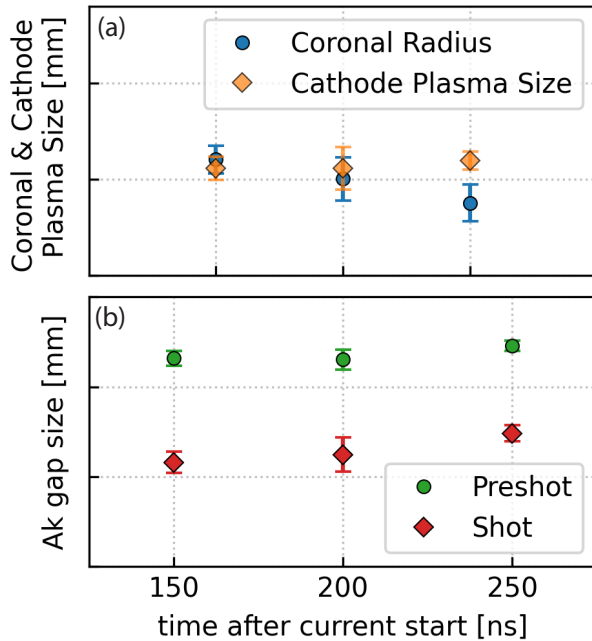 (a)
Coronal Radius
Cathode Plasma Size
Coronal & Cathode
Plasma Size [mm]
(b)
Ak gap size [mm]
Preshot
Shot
150
200
250
time after current start [ns]